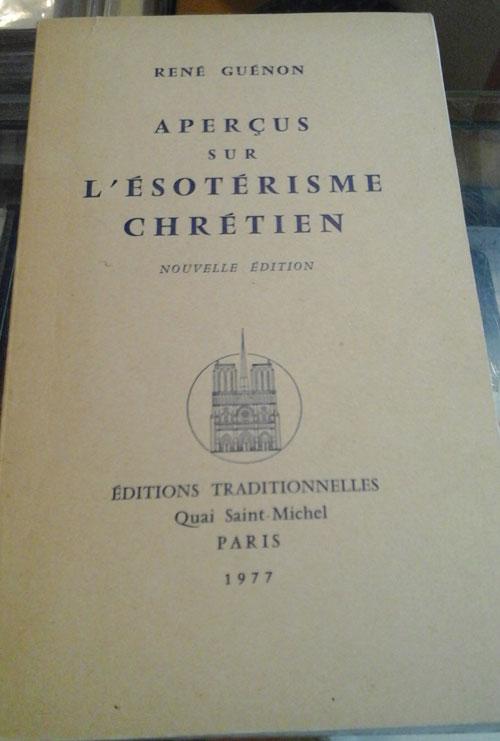 RENÉ GUÉNON
APERÇUS
SUR
L'ÉSOTÉRISME
CHRÉTIEN
NOUVELLE ÉDITION
ÉDITIONS TRADITIONNELLES
Quai Saint-Michel
PARIS
1977